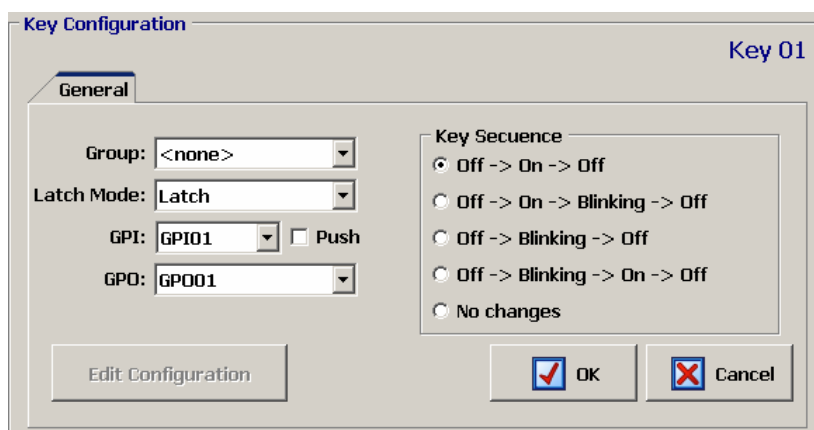 Key Configuration
Key 01
General
Group: <none>
Latch Mode: Latch
GPI: GPI01 Push
GPO: GPO01
Key Secuence
Off -> On -> Off
Off -> On -> Blinking -> Off
Off -> Blinking -> Off
Off -> Blinking -> On -> Off
No changes
Edit Configuration
OK
Cancel